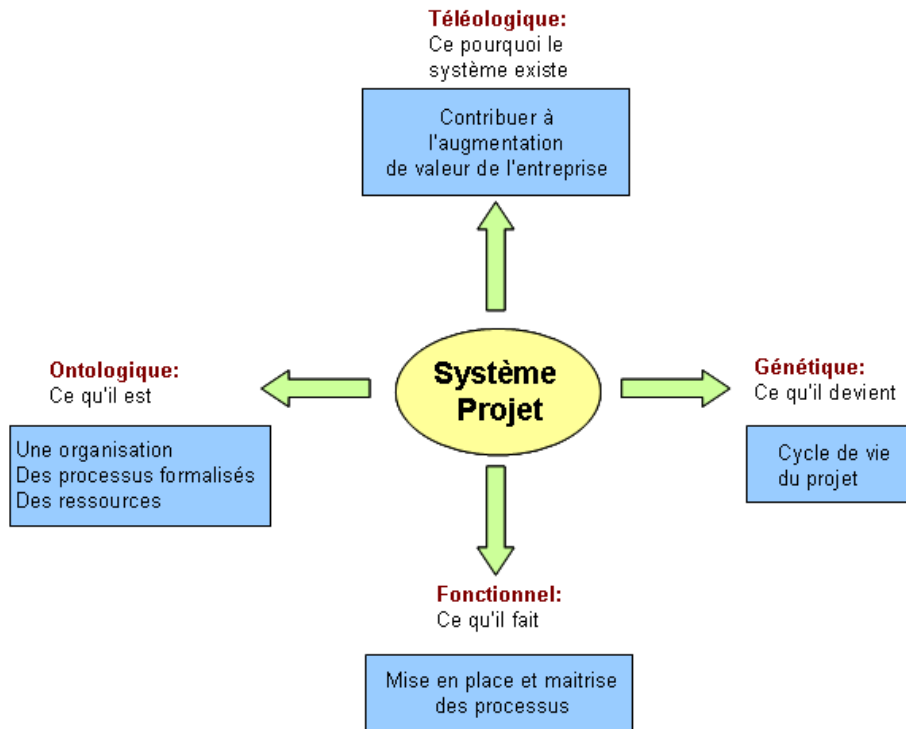 Téléologique:
Ce pourquoi le
système existe
Contribuer à
l'augmentation
de valeur de l'entreprise
Ontologique:
Ce qu'il est
Une organisation
Des processus formalisés
Des ressources
Système
Projet
Génétique:
Ce qu'il devient
Cycle de vie
du projet
Fonctionnel:
Ce qu'il fait
Mise en place et maitrise
des processus